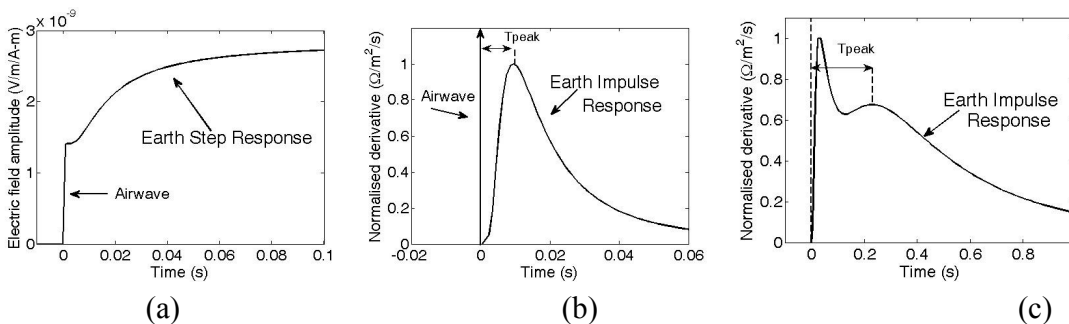 3 × 10⁻⁹
Electric field amplitude (V/m/A-m)
3
2
1
0
Earth Step Response
Airwave
0 0.02 0.04 0.06 0.08 0.1
Time (s)
(a)
Normalised derivative (Ω/m²/s)
1
0.8
0.6
0.4
0.2
0
Tpeak
Airwave
Earth Impulse
Response
-0.02 0 0.02 0.04 0.06
Time (s)
(b)
Normalised derivative (Ω/m²/s)
1
0.8
0.6
0.4
0.2
0
Tpeak
Earth Impulse
Response
0 0.2 0.4 0.6 0.8
Time (s)
(c)